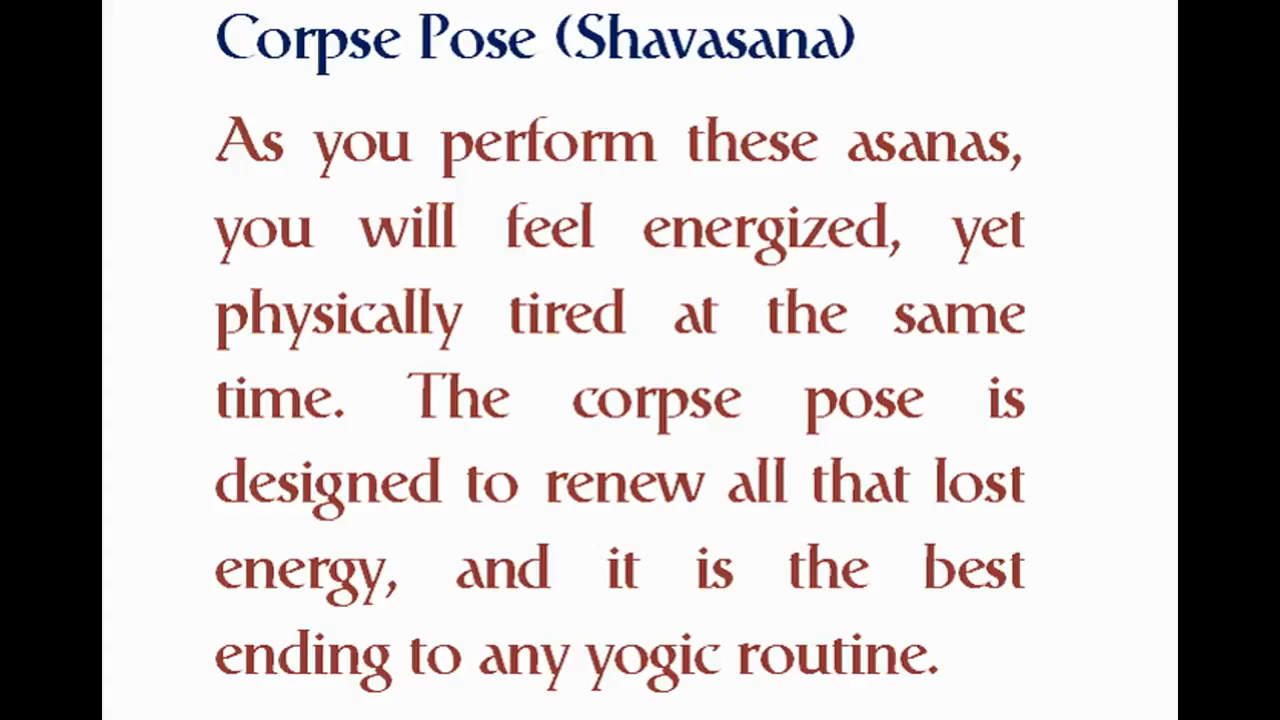 Corpse Pose (Shavasana)
As you perform these asanas,
you will feel energized, yet
physically tired at the same
time. The corpse pose is
designed to renew all that lost
energy, and it is the best
ending to any yogic routine.